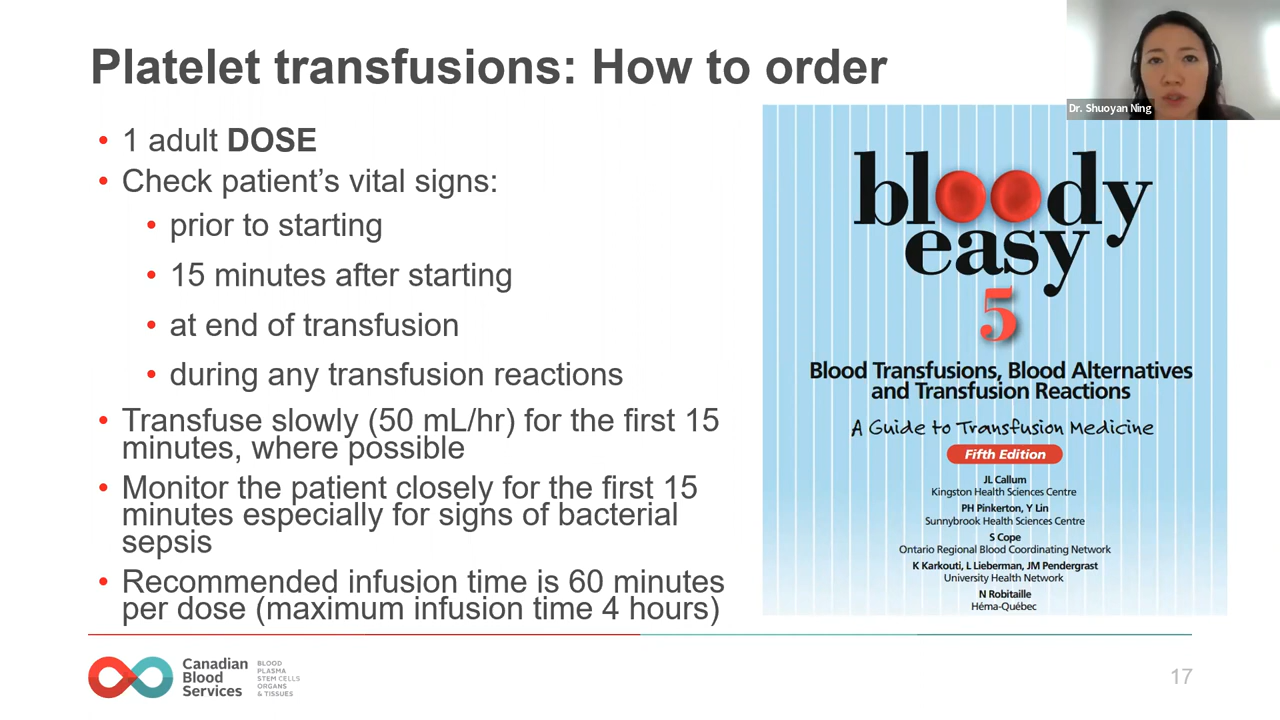 Platelet transfusions: How to order
Dr. Shuoyan Ning
• 1 adult DOSE
• Check patient's vital signs:
• prior to starting
• 15 minutes after starting
• at end of transfusion
• during any transfusion reactions
• Transfuse slowly (50 mL/hr) for the first 15
minutes, where possible
• Monitor the patient closely for the first 15
minutes especially for signs of bacterial
sepsis
• Recommended infusion time is 60 minutes
per dose (maximum infusion time 4 hours)
bloody
easy
5
Blood Transfusions, Blood Alternatives
and Transfusion Reactions
A Guide to Transfusion Medicine
Fifth Edition
JL Callum
Kingston Health Sciences Centre
PH Pinkerton, Y Lin
Sunnybrook Health Sciences Centre
S Cope
Ontario Regional Blood Coordinating Network
K Karkouti, L Lieberman, JM Pendergrast
University Health Network
N Robitaille
Héma-Québec
Canadian
Blood
Services
BLOOD
PLASMA
STEM CELLS
ORGANS
& TISSUES
17